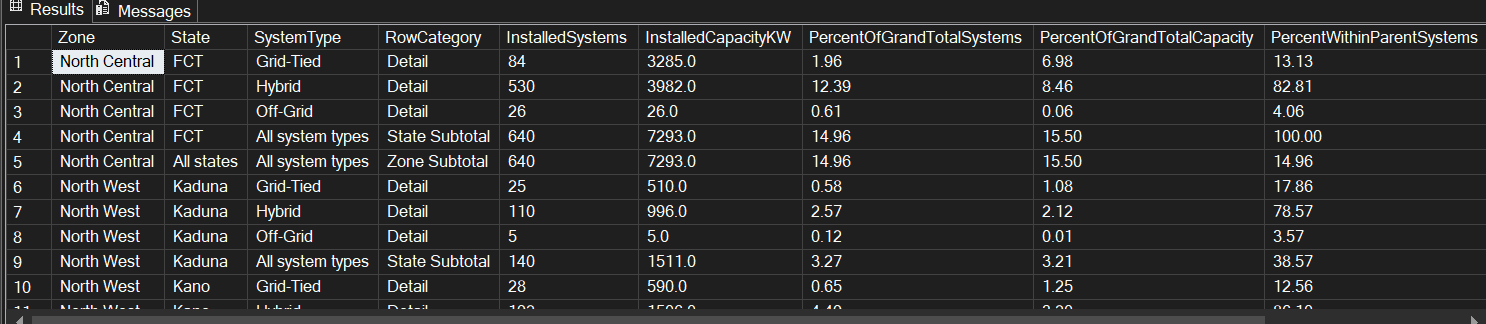 Results Messages
Zone State SystemType RowCategory InstalledSystems InstalledCapacityKW PercentOfGrandTotalSystems PercentOfGrandTotalCapacity PercentWithinParentSystems
1 North Central FCT Grid-Tied Detail 84 3285.0 1.96 6.98 13.13
2 North Central FCT Hybrid Detail 530 3982.0 12.39 8.46 82.81
3 North Central FCT Off-Grid Detail 26 26.0 0.61 0.06 4.06
4 North Central FCT All system types State Subtotal 640 7293.0 14.96 15.50 100.00
5 North Central All states All system types Zone Subtotal 640 7293.0 14.96 15.50 14.96
6 North West Kaduna Grid-Tied Detail 25 510.0 0.58 1.08 17.86
7 North West Kaduna Hybrid Detail 110 996.0 2.57 2.12 78.57
8 North West Kaduna Off-Grid Detail 5 5.0 0.12 0.01 3.57
9 North West Kaduna All system types State Subtotal 140 1511.0 3.27 3.21 38.57
10 North West Kano Grid-Tied Detail 28 590.0 0.65 1.25 12.56
11 North West Kano Hybrid Detail